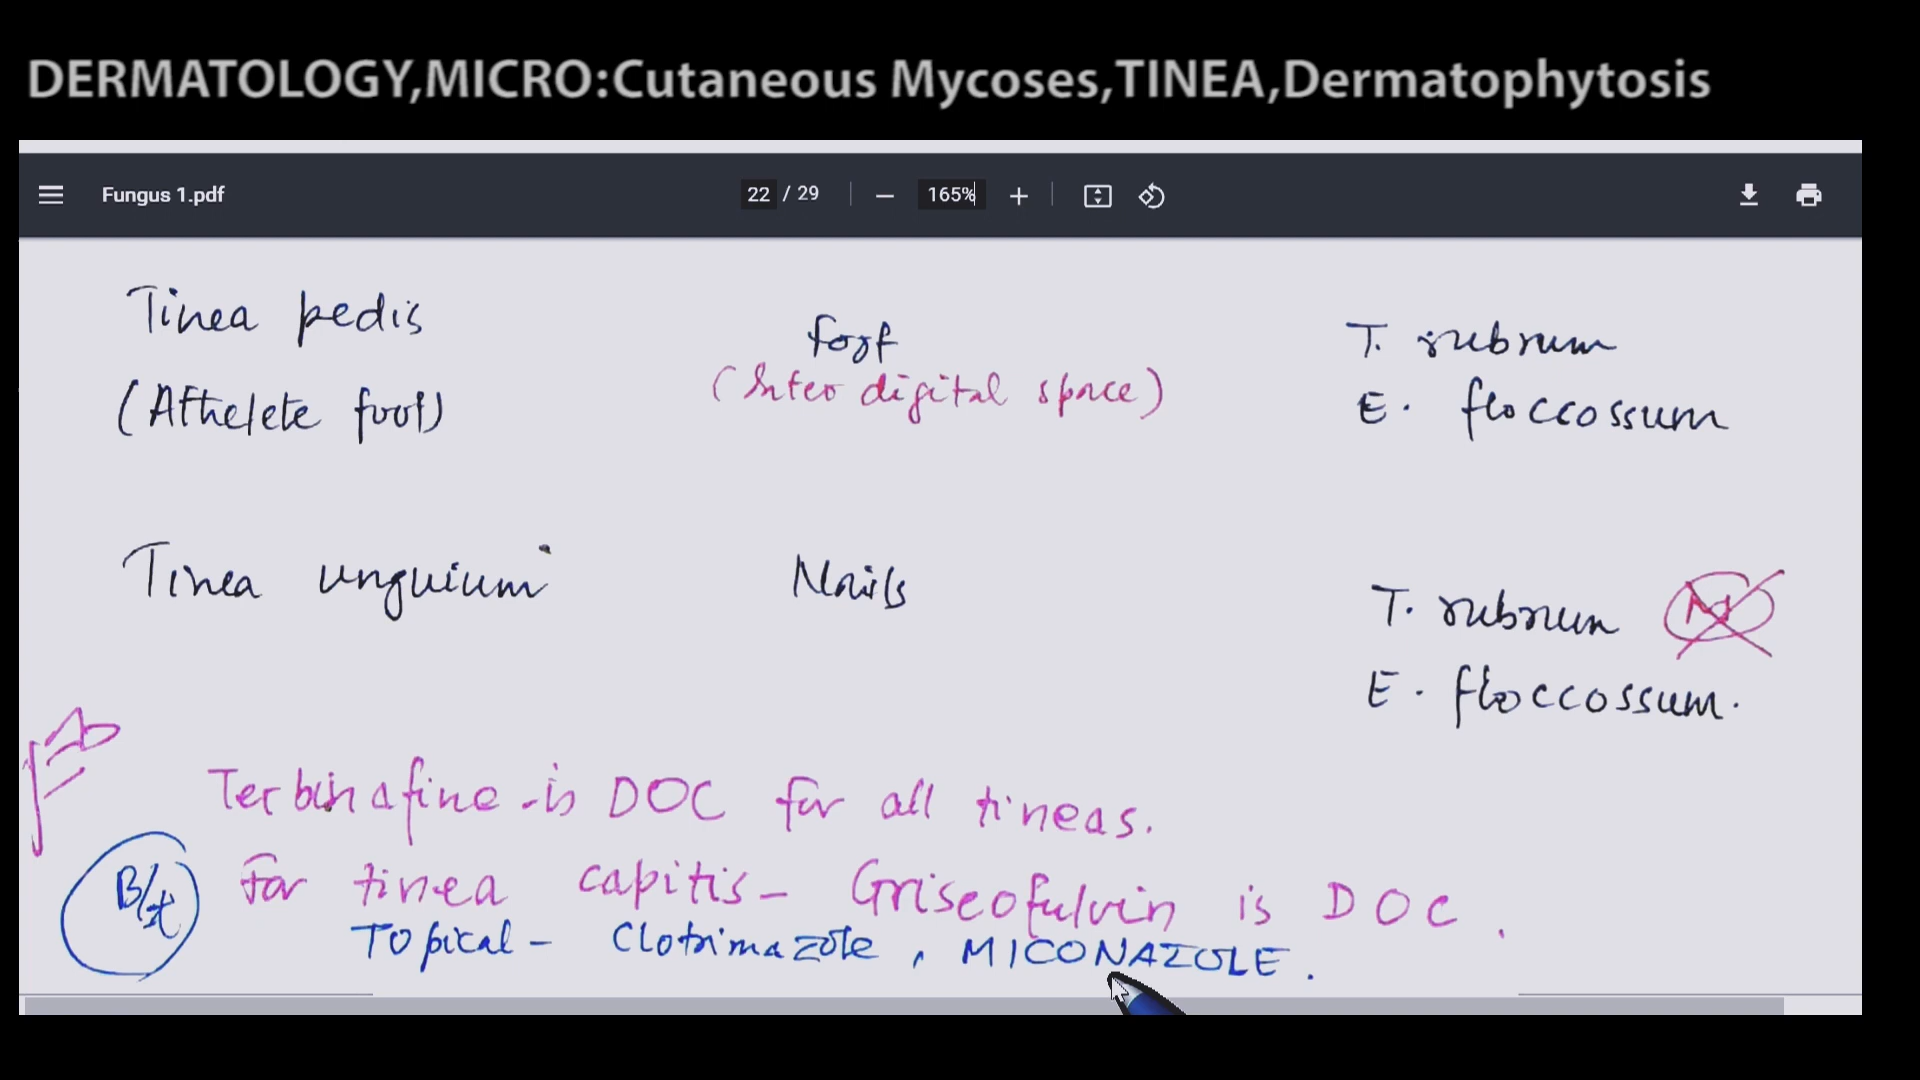 DERMATOLOGY,MICRO:Cutaneous Mycoses,TINEA,Dermatophytosis
Fungus 1.pdf 22 / 29 165%
Tinea pedis foot T. rubrum
(Athelete foot) (Inter digital space) E. floccossum
Tinea unguium Nails T. rubrum
E. floccossum.
Terbinafine - is DOC for all tineas.
For tinea capitis - Griseofulvin is DOC.
B/t Topical - Clotrimazole, MICONAZOLE.